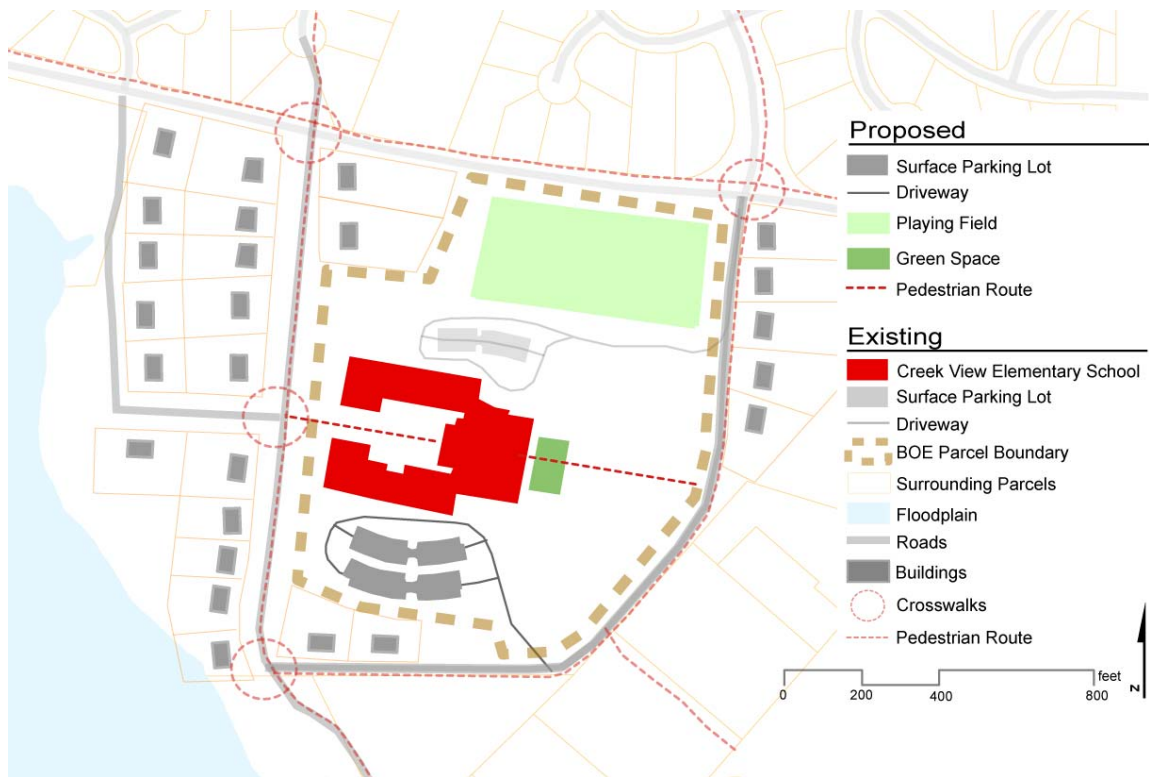 Proposed
Surface Parking Lot
Driveway
Playing Field
Green Space
Pedestrian Route
Existing
Creek View Elementary School
Surface Parking Lot
Driveway
BOE Parcel Boundary
Surrounding Parcels
Floodplain
Roads
Buildings
Crosswalks
Pedestrian Route
feet
0 200 400 800
N